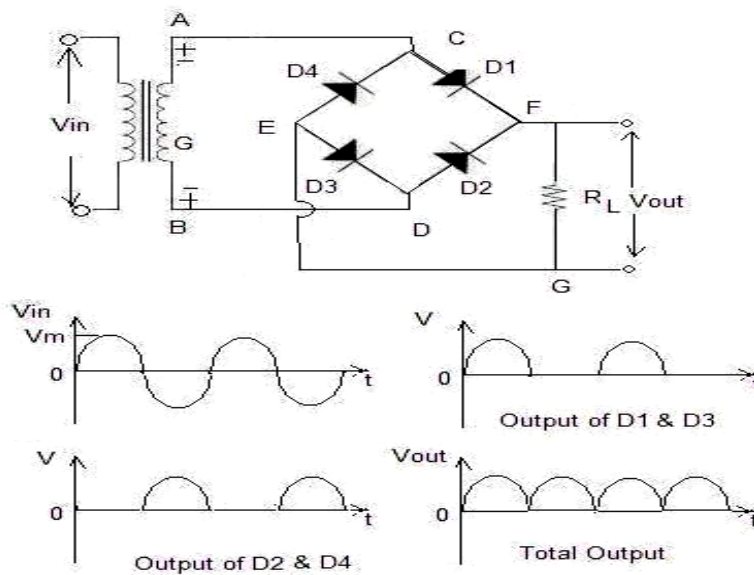 A
C
D4
D1
Vin
G
E
F
D3
D2
R L Vout
B
D
G
Vin
Vm
0
t
V
0
t
Output of D1 & D3
V
0
t
Output of D2 & D4
Vout
0
t
Total Output